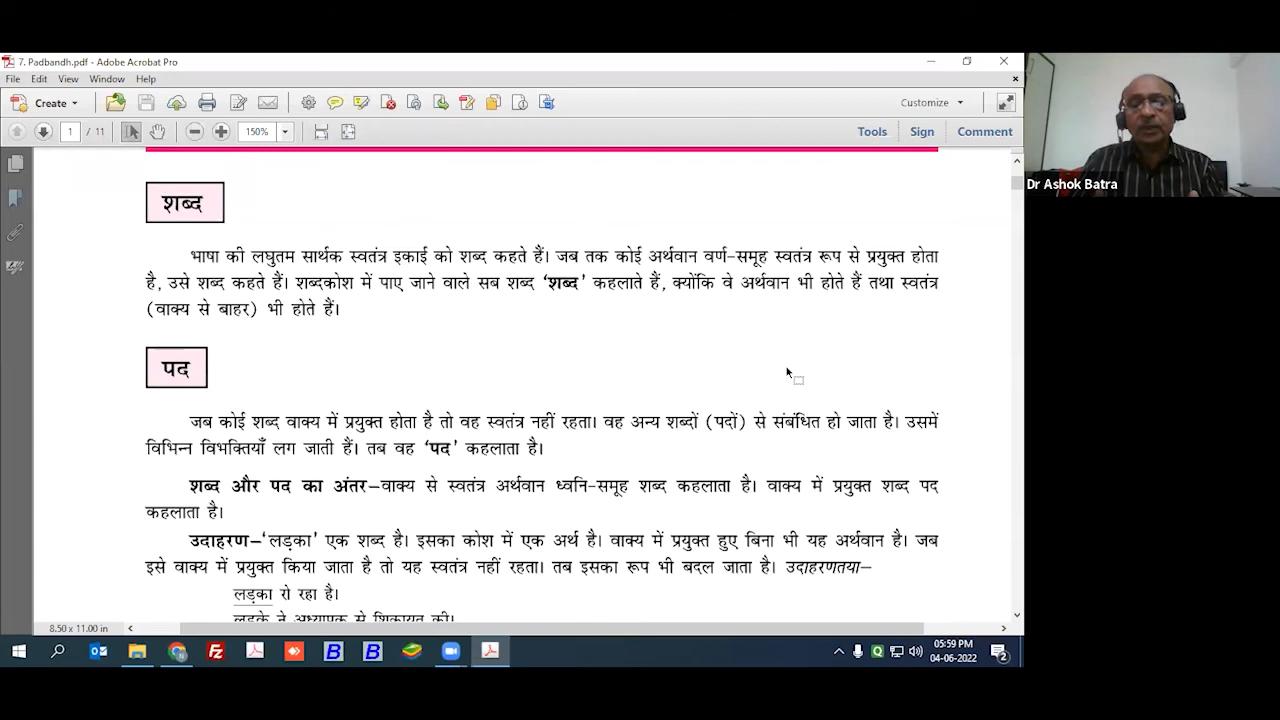 7. Padbandh.pdf - Adobe Acrobat Pro
File Edit View Window Help
Create
Customize
1 / 11
150%
Tools Sign Comment
शब्द
भाषा की लघुतम सार्थक स्वतंत्र इकाई को शब्द कहते हैं। जब तक कोई अर्थवान वर्ण-समूह स्वतंत्र रूप से प्रयुक्त होता
है, उसे शब्द कहते हैं। शब्दकोश में पाए जाने वाले सब शब्द ‘शब्द’ कहलाते हैं, क्योंकि वे अर्थवान भी होते हैं तथा स्वतंत्र
(वाक्य से बाहर) भी होते हैं।
पद
जब कोई शब्द वाक्य में प्रयुक्त होता है तो वह स्वतंत्र नहीं रहता। वह अन्य शब्दों (पदों) से संबंधित हो जाता है। उसमें
विभिन्न विभक्तियाँ लग जाती हैं। तब वह ‘पद’ कहलाता है।
शब्द और पद का अंतर–वाक्य से स्वतंत्र अर्थवान ध्वनि-समूह शब्द कहलाता है। वाक्य में प्रयुक्त शब्द पद
कहलाता है।
उदाहरण–‘लड़का’ एक शब्द है। इसका कोश में एक अर्थ है। वाक्य में प्रयुक्त हुए बिना भी यह अर्थवान है। जब
इसे वाक्य में प्रयुक्त किया जाता है तो यह स्वतंत्र नहीं रहता। तब इसका रूप भी बदल जाता है। उदाहरणतया–
लड़का रो रहा है।
लड़के ने अध्यापक से शिकायत की।
8.50 x 11.00 in
05:59 PM
04-06-2022
2
Dr Ashok Batra